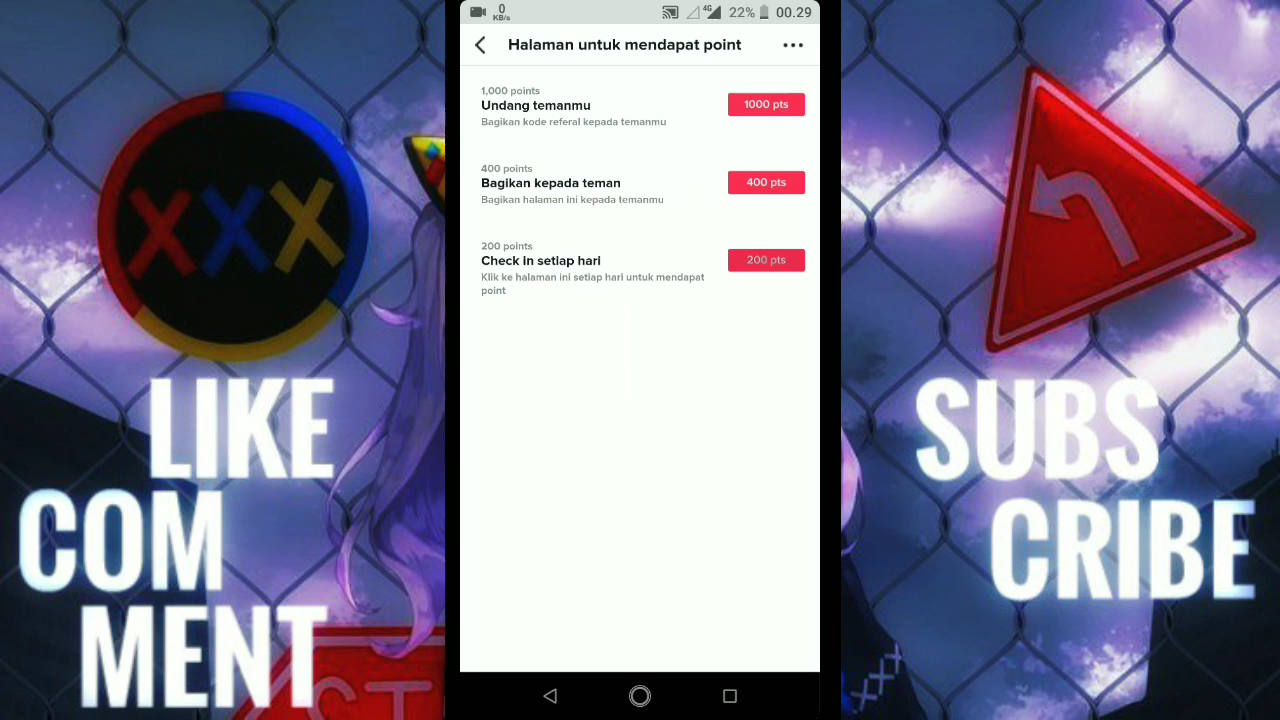 0
KB/s
4G
22%
00.29
Halaman untuk mendapat point
1,000 points
Undang temanmu
1000 pts
Bagikan kode referal kepada temanmu
400 points
Bagikan kepada teman
400 pts
Bagikan halaman ini kepada temanmu
200 points
Check in setiap hari
200 pts
Klik ke halaman ini setiap hari untuk mendapat
point
XXX
LIKE
COM
MENT
ST
SUBS
CRIBE